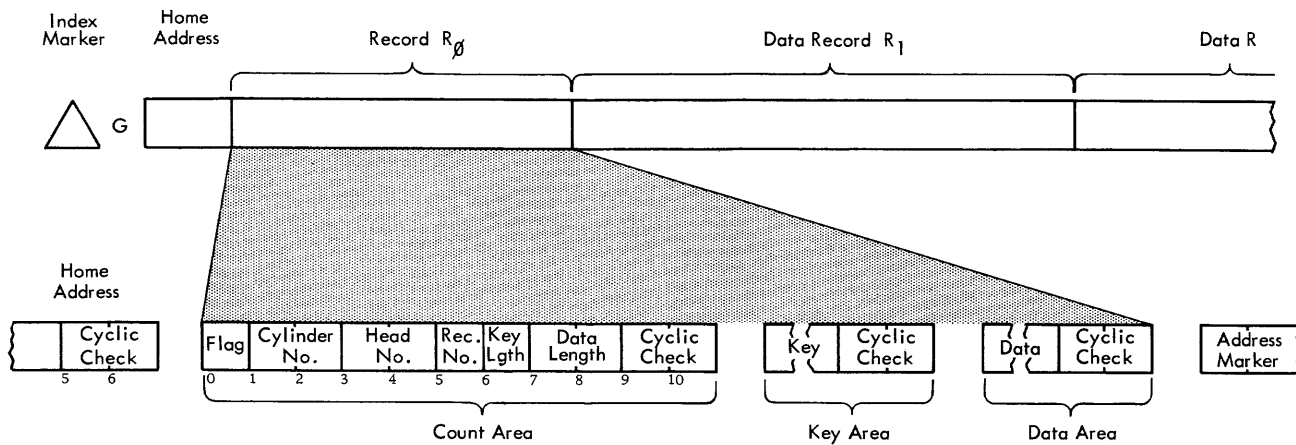 Index
Marker
Home
Address
Record RØ
Data Record R1
Data R
G
Home
Address
Cyclic
Check
5 6
Flag
Cylinder
No.
Head
No.
Rec.
No.
Key
Lgth
Data
Length
Cyclic
Check
0 1 2 3 4 5 6 7 8 9 10
Key
Cyclic
Check
Data
Cyclic
Check
Address
Marker
Count Area
Key Area
Data Area